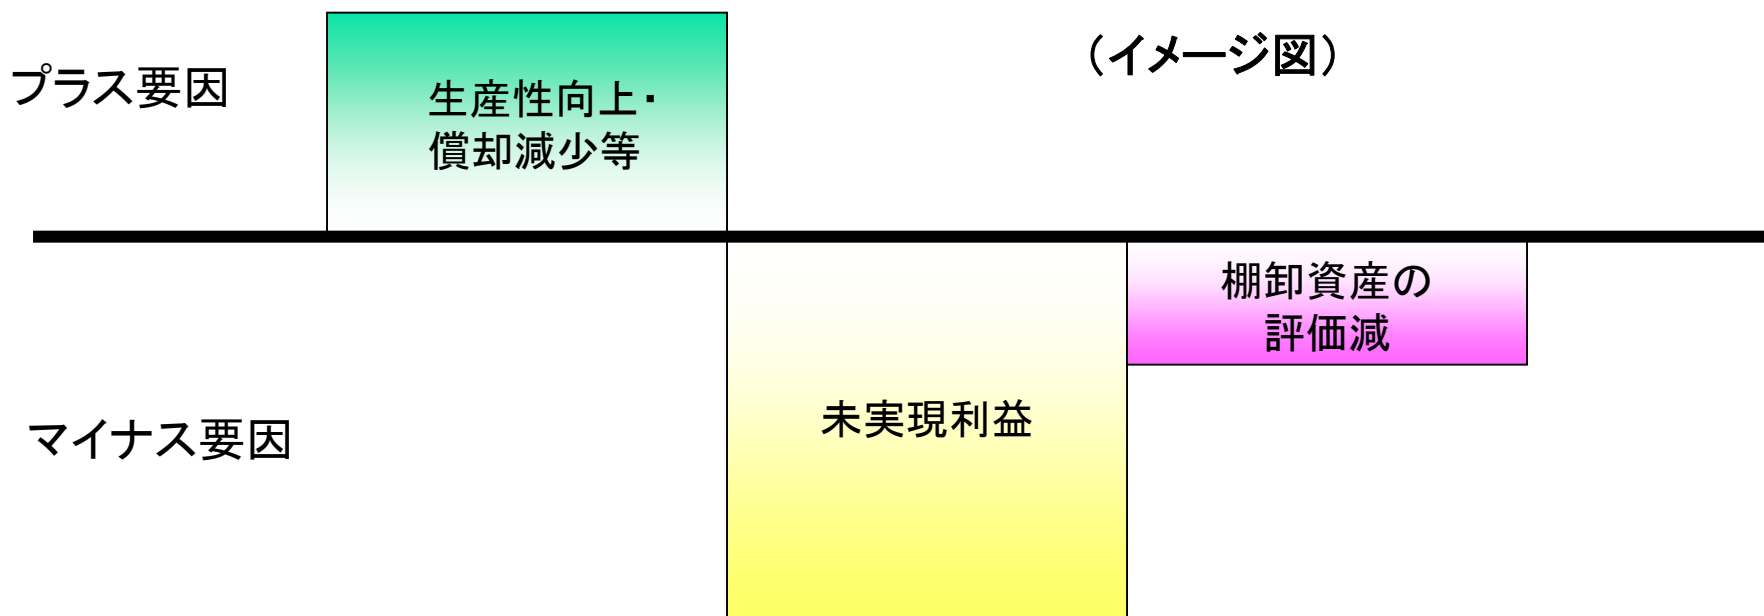 プラス要因
生産性向上・
償却減少等
（イメージ図）
棚卸資産の
評価減
未実現利益
マイナス要因